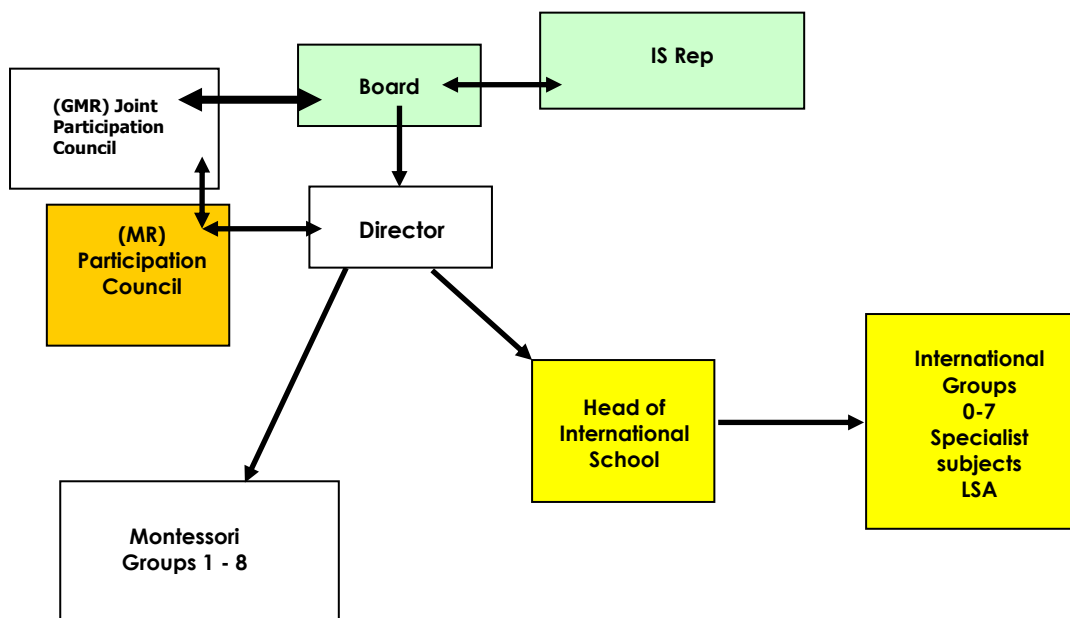 IS Rep
Board
(GMR) Joint
Participation
Council
(MR)
Participation
Council
Director
International
Groups
0-7
Specialist
subjects
LSA
Head of
International
School
Montessori
Groups 1 - 8